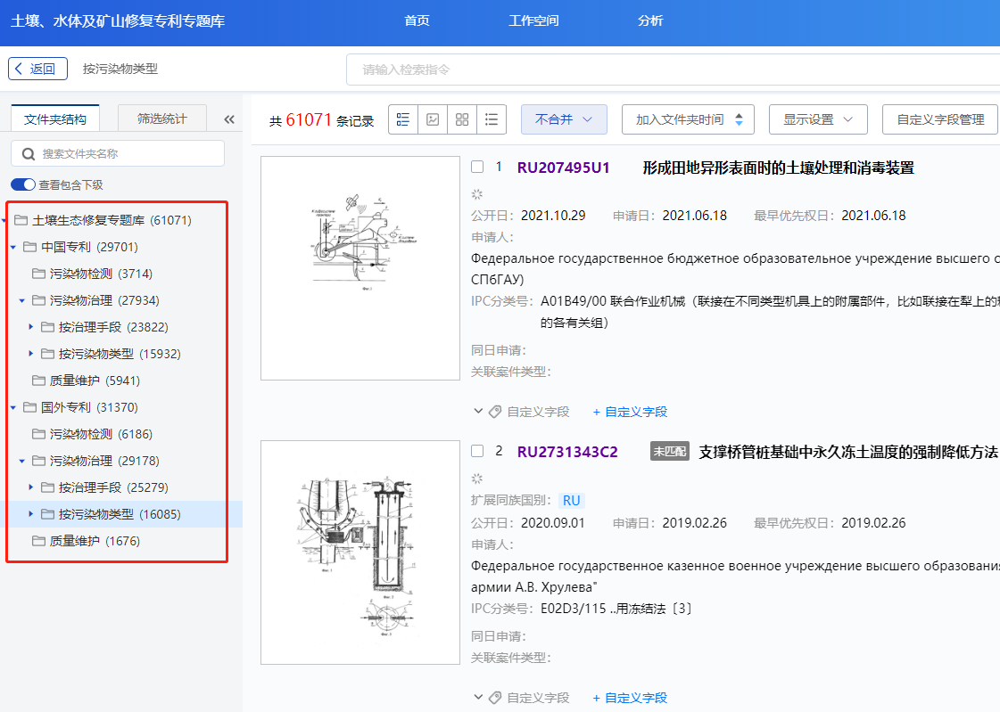 土壤、水体及矿山修复专利专题库 首页 工作空间 分析
返回 按污染物类型 请输入检索指令
文件夹结构 筛选统计
搜索文件夹名称
查看包含下级
土壤生态修复专题库 (61071)
中国专利 (29701)
污染物检测 (3714)
污染物治理 (27934)
按治理手段 (23822)
按污染物类型 (15932)
质量维护 (5941)
国外专利 (31370)
污染物检测 (6186)
污染物治理 (29178)
按治理手段 (25279)
按污染物类型 (16085)
质量维护 (1676)
共 61071 条记录 不合并 加入文件夹时间 显示设置 自定义字段管理
1 RU207495U1 形成田地异形表面时的土壤处理和消毒装置
公开日: 2021.10.29 申请日: 2021.06.18 最早优先权日: 2021.06.18
申请人:
Федеральное государственное бюджетное образовательное учреждение высшего
СПбГАУ)
IPC分类号: A01B49/00 联合作业机械（联接在不同类型机具上的附属部件，比如联接在犁上的
的各有关组）
同日申请:
关联案件类型:
自定义字段 + 自定义字段
2 RU2731343C2 未匹配 支撑桥管桩基础中永久冻土温度的强制降低方法
扩展同族国别: RU
公开日: 2020.09.01 申请日: 2019.02.26 最早优先权日: 2019.02.26
申请人:
Федеральное государственное казенное военное учреждение высшего образования
армии А.В. Хрулева"
IPC分类号: E02D3/115 ..用冻结法〔3〕
同日申请:
关联案件类型:
自定义字段 + 自定义字段